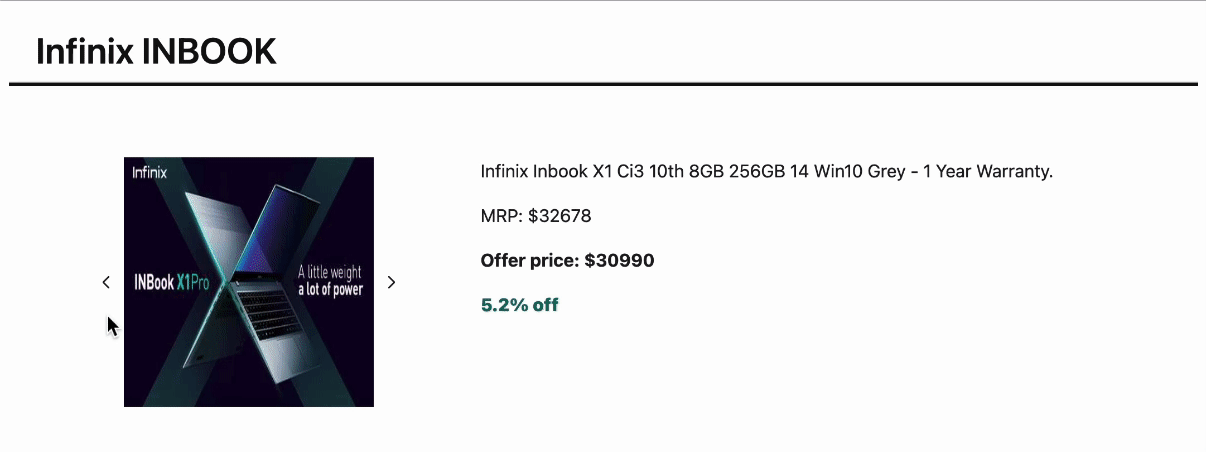 Infinix INBOOK
Infinix
Infinix Inbook X1 Ci3 10th 8GB 256GB 14 Win10 Grey - 1 Year Warranty.
MRP: $32678
Offer price: $30990
5.2% off
INBook X1Pro
A little weight
a lot of power